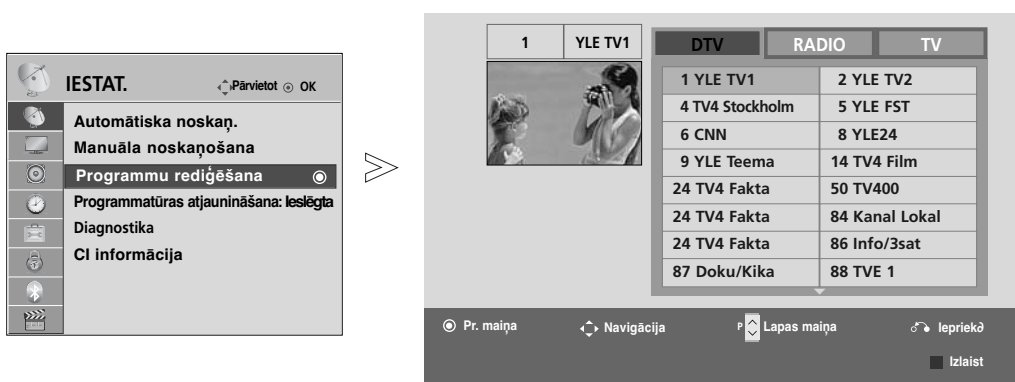 IESTAT.
Pārvietot OK
Automātiska noskaņ.
Manuāla noskaņošana
Programmu rediģēšana
Programmatūras atjaunināšana: Ieslēgta
Diagnostika
CI informācija
1 YLE TV1
DTV RADIO TV
1 YLE TV1 2 YLE TV2
4 TV4 Stockholm 5 YLE FST
6 CNN 8 YLE24
9 YLE Teema 14 TV4 Film
24 TV4 Fakta 50 TV400
24 TV4 Fakta 84 Kanal Lokal
24 TV4 Fakta 86 Info/3sat
87 Doku/Kika 88 TVE 1
Pr. maiņa Navigācija P Lapas maiņa Iepriek∂
Izlaist